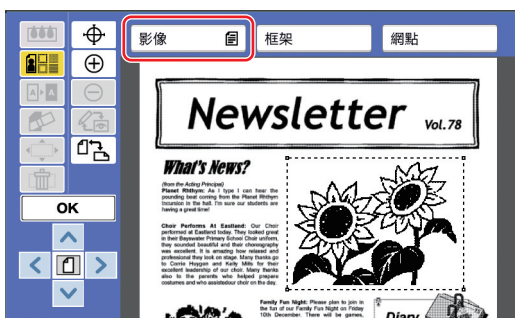 影像
框架
網點
A A
OK
Newsletter Vol. 78
What's News?
(from the Acting Principal)
Planet Rhthym: As I type I can hear the
pounding beat coming from the Planet Rhthym
incursion in the hall. I'm sure our students are
having a great time!
Choir Performs At Eastland: Our Choir
performed at Eastland today. They looked great
in their Bayswater Primary School Choir uniform,
they sounded beautiful and their choreography
was excellent. It is amazing how relaxed and
professional they look on stage. Many thanks go
to Corrie Huygen and Kelly Mills for their
excellent leadership of our choir. Many thanks
also to the parents who helped prepare
costumes and who assisted our choir on the day.
Family Fun Night: Please plan to join in
the fun of our Family Fun Night on Friday
10th December. There will be games,
Diary